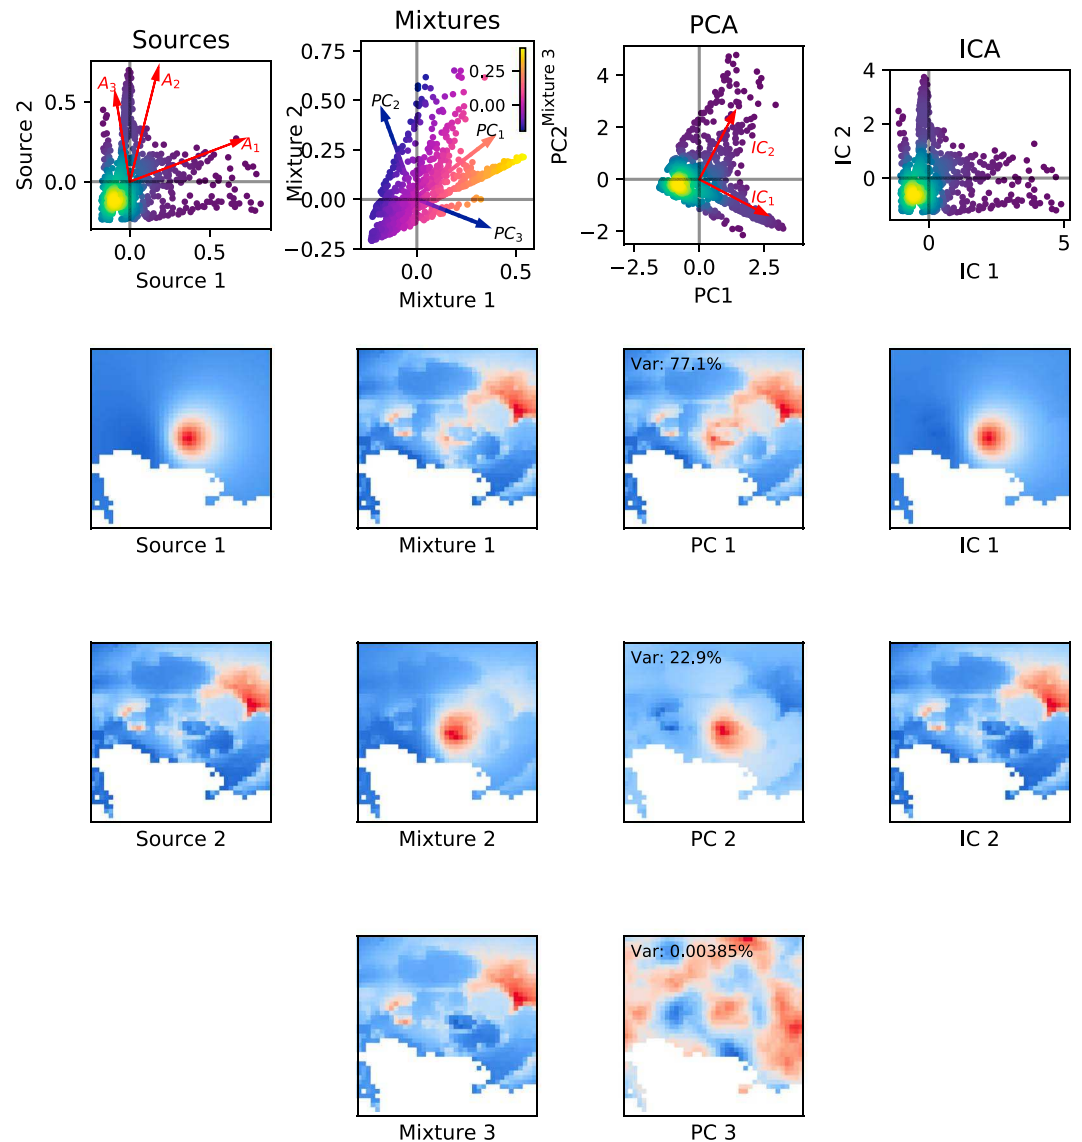 Sources
Mixtures
PCA
ICA
Source 2
0.5
0.0
A3
A2
A1
0.0
0.5
Source 1
Mixture 2
0.75
0.50
0.25
0.00
−0.25
PC2
PC1
PC3
0.25
0.00
Mixture 3
0.0
0.5
Mixture 1
PC2
4
2
0
−2
IC2
IC1
−2.5
0.0
2.5
PC1
IC 2
4
2
0
0
5
IC 1
Var: 77.1%
Source 1
Mixture 1
PC 1
IC 1
Var: 22.9%
Source 2
Mixture 2
PC 2
IC 2
Var: 0.00385%
Mixture 3
PC 3